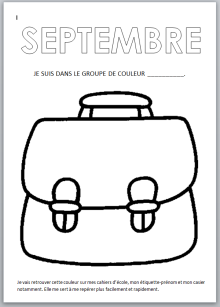 SEPTEMBRE
JE SUIS DANS LE GROUPE DE COULEUR __________.
Je vais retrouver cette couleur sur mes cahiers d'école, mon étiquette-prénom et mon casier
notamment. Elle me sert à me repérer plus facilement et rapidement.